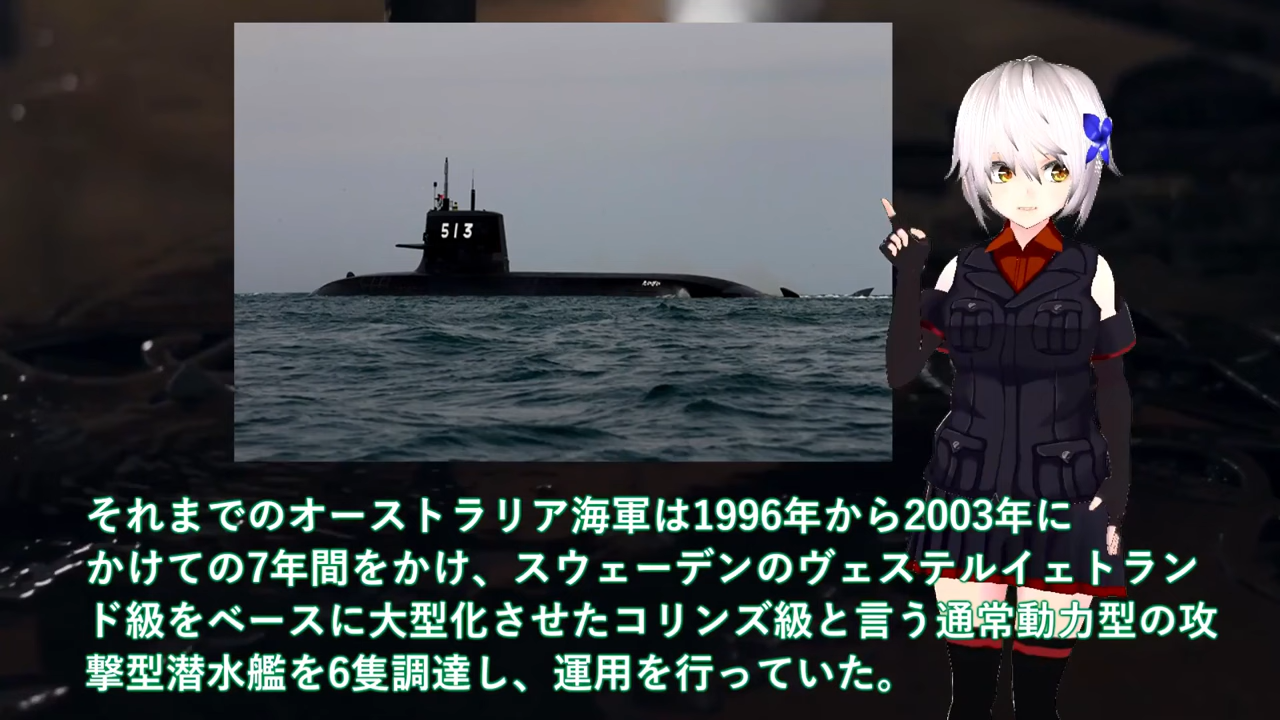 513
それまでのオーストラリア海軍は1996年から2003年に
かけての7年間をかけ、スウェーデンのヴェステルイェトラン
ド級をベースに大型化させたコリンズ級と言う通常動力型の攻
撃型潜水艦を6隻調達し、運用を行っていた。